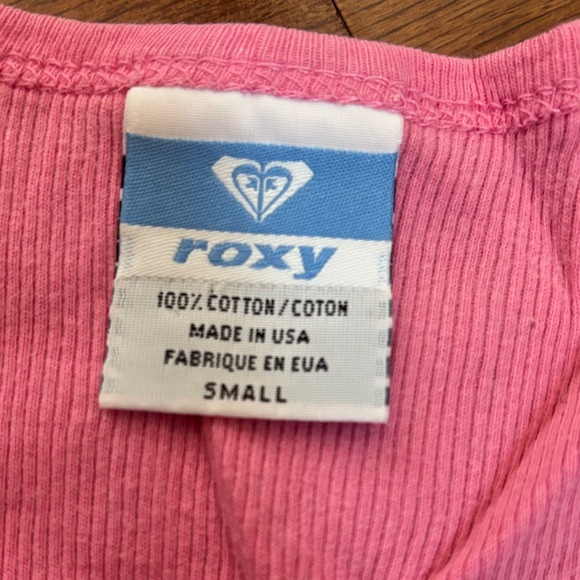 roxy
100% COTTON/COTON
MADE IN USA
FABRIQUE EN EUA
SMALL